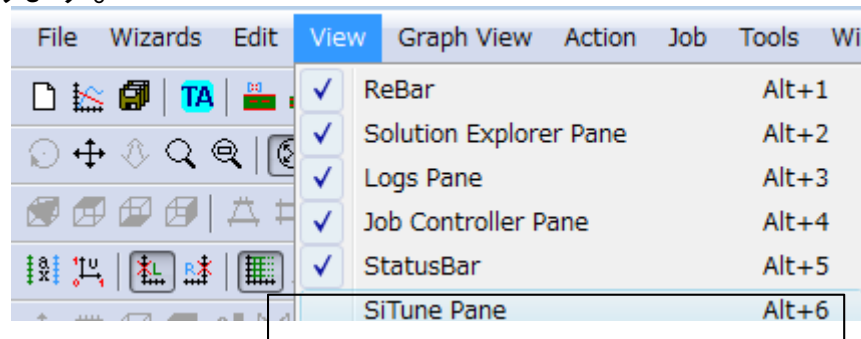 File Wizards Edit View Graph View Action Job Tools
TA
ReBar Alt+1
Solution Explorer Pane Alt+2
Logs Pane Alt+3
Job Controller Pane Alt+4
StatusBar Alt+5
SiTune Pane Alt+6